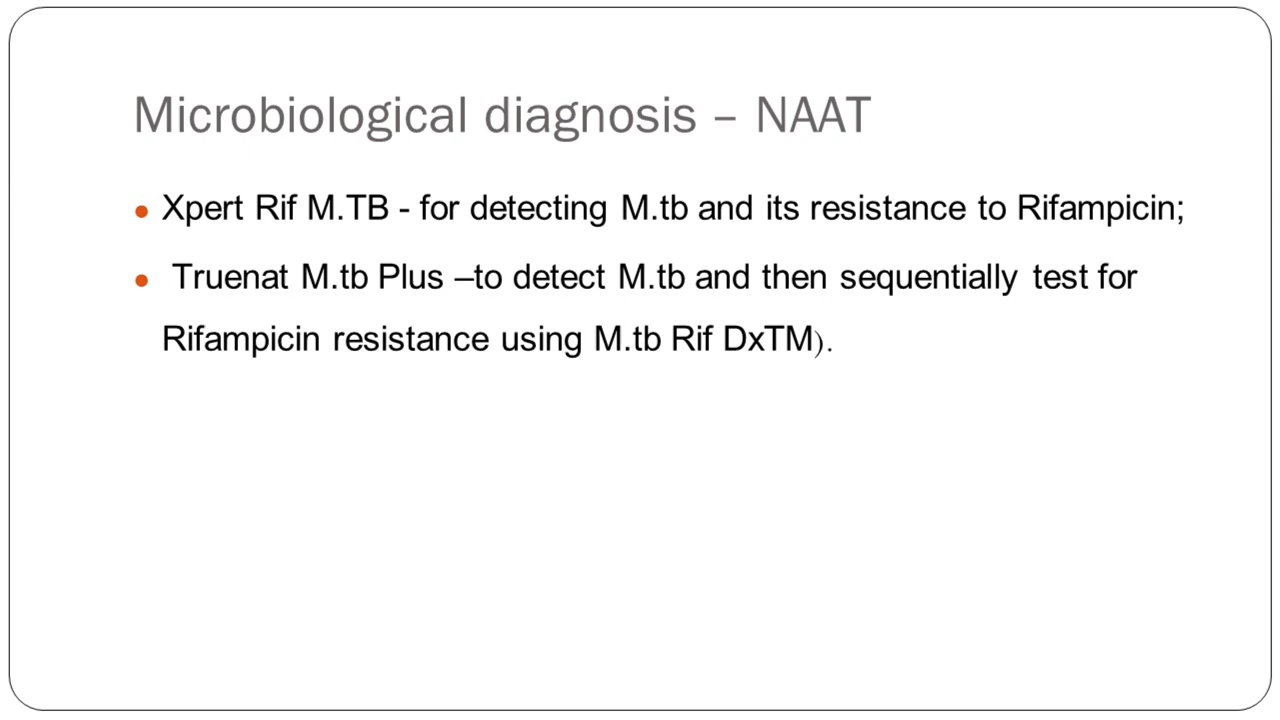 Microbiological diagnosis – NAAT
• Xpert Rif M.TB - for detecting M.tb and its resistance to Rifampicin;
• Truenat M.tb Plus –to detect M.tb and then sequentially test for
Rifampicin resistance using M.tb Rif DxTM).